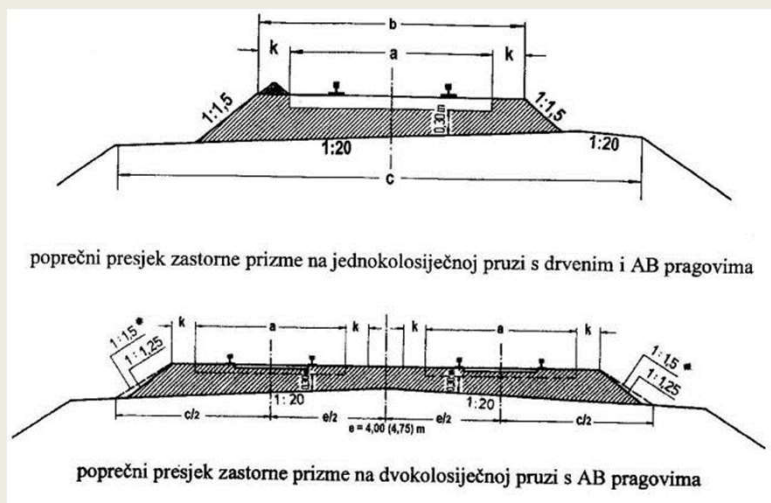 b
k a k
1:1,5 1:1,5
0,30 m
1:20 1:20
c
poprečni presjek zastorne prizme na jednokolosiječnoj pruzi s drvenim i AB pragovima
k a k k a k
1:1,5 * 1:1,5 *
1:1,25 1:1,25
1:20 1:20
c/2 e/2 e/2 c/2
e = 4,00 (4,75) m
poprečni presjek zastorne prizme na dvokolosiječnoj pruzi s AB pragovima